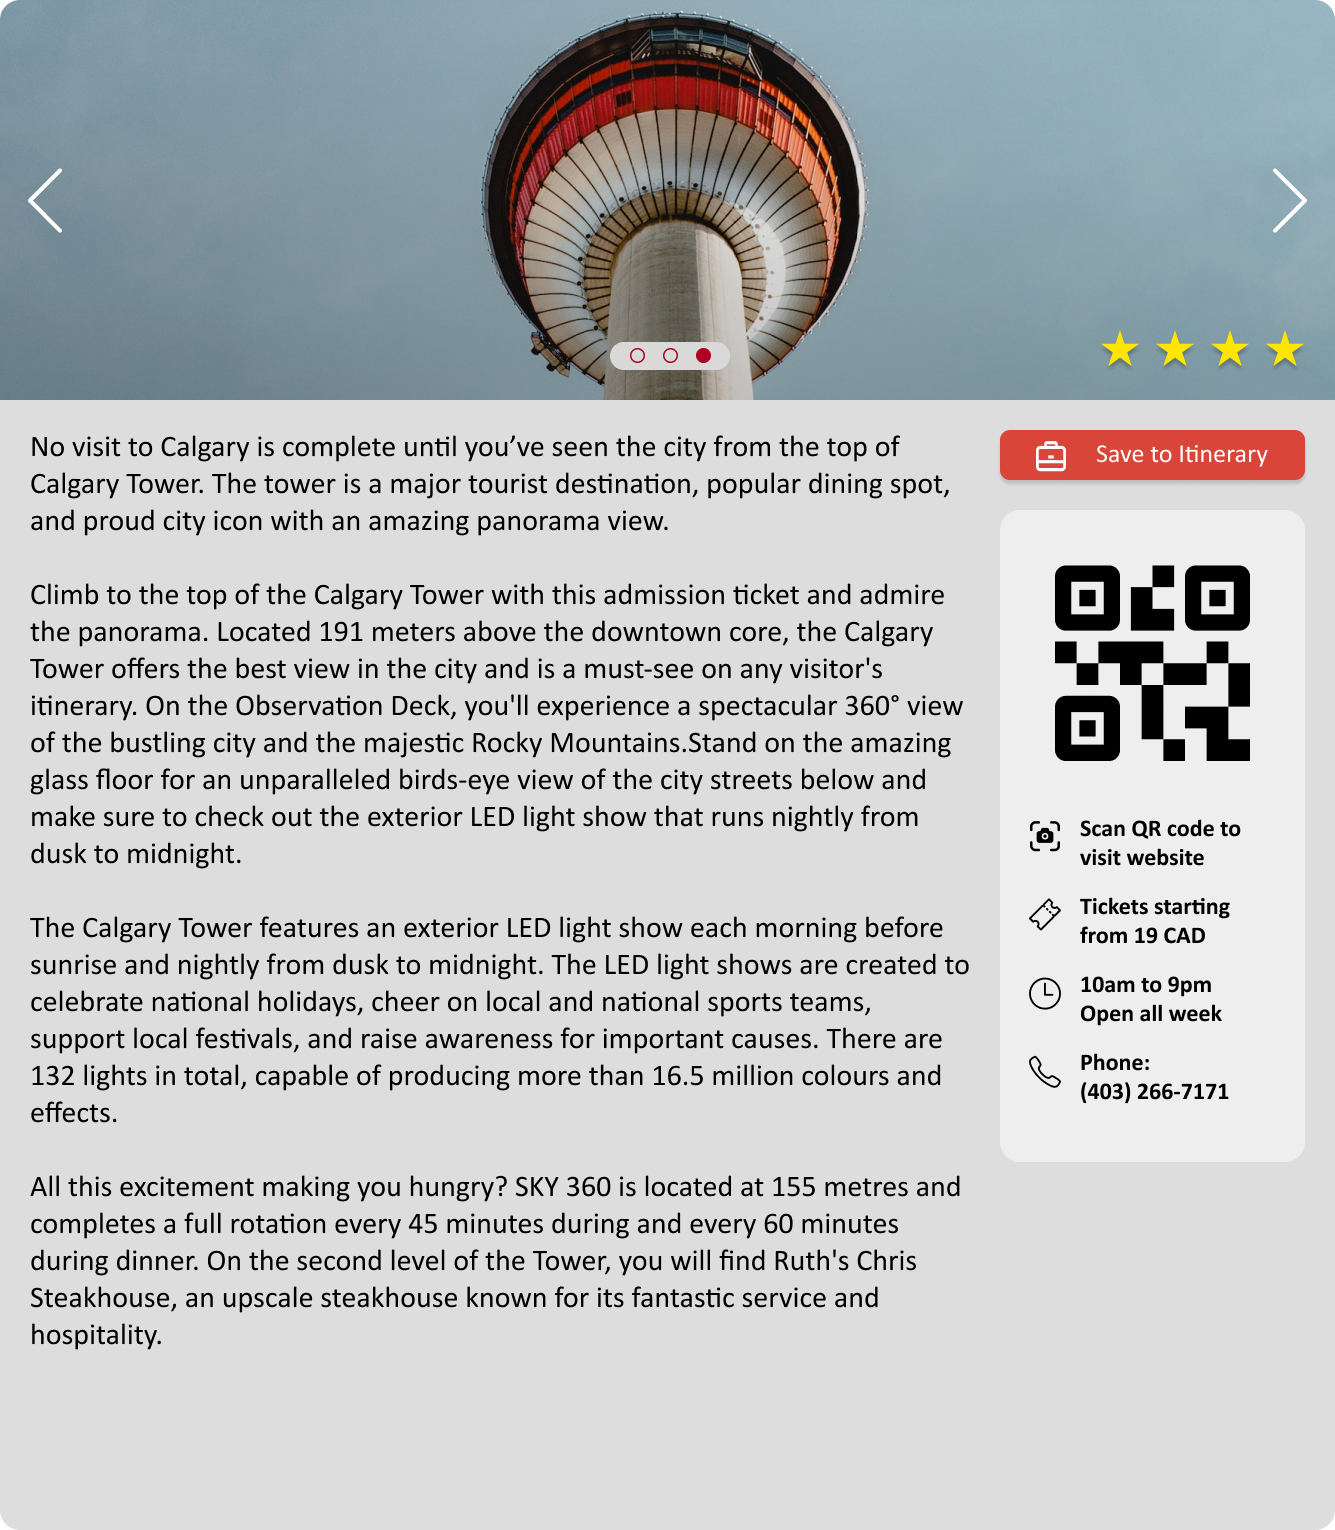 No visit to Calgary is complete until you’ve seen the city from the top of
Calgary Tower. The tower is a major tourist destination, popular dining spot,
and proud city icon with an amazing panorama view.
Climb to the top of the Calgary Tower with this admission ticket and admire
the panorama. Located 191 meters above the downtown core, the Calgary
Tower offers the best view in the city and is a must-see on any visitor's
itinerary. On the Observation Deck, you'll experience a spectacular 360° view
of the bustling city and the majestic Rocky Mountains.Stand on the amazing
glass floor for an unparalleled birds-eye view of the city streets below and
make sure to check out the exterior LED light show that runs nightly from
dusk to midnight.
The Calgary Tower features an exterior LED light show each morning before
sunrise and nightly from dusk to midnight. The LED light shows are created to
celebrate national holidays, cheer on local and national sports teams,
support local festivals, and raise awareness for important causes. There are
132 lights in total, capable of producing more than 16.5 million colours and
effects.
All this excitement making you hungry? SKY 360 is located at 155 metres and
completes a full rotation every 45 minutes during and every 60 minutes
during dinner. On the second level of the Tower, you will find Ruth's Chris
Steakhouse, an upscale steakhouse known for its fantastic service and
hospitality.
Save to Itinerary
Scan QR code to
visit website
Tickets starting
from 19 CAD
10am to 9pm
Open all week
Phone:
(403) 266-7171